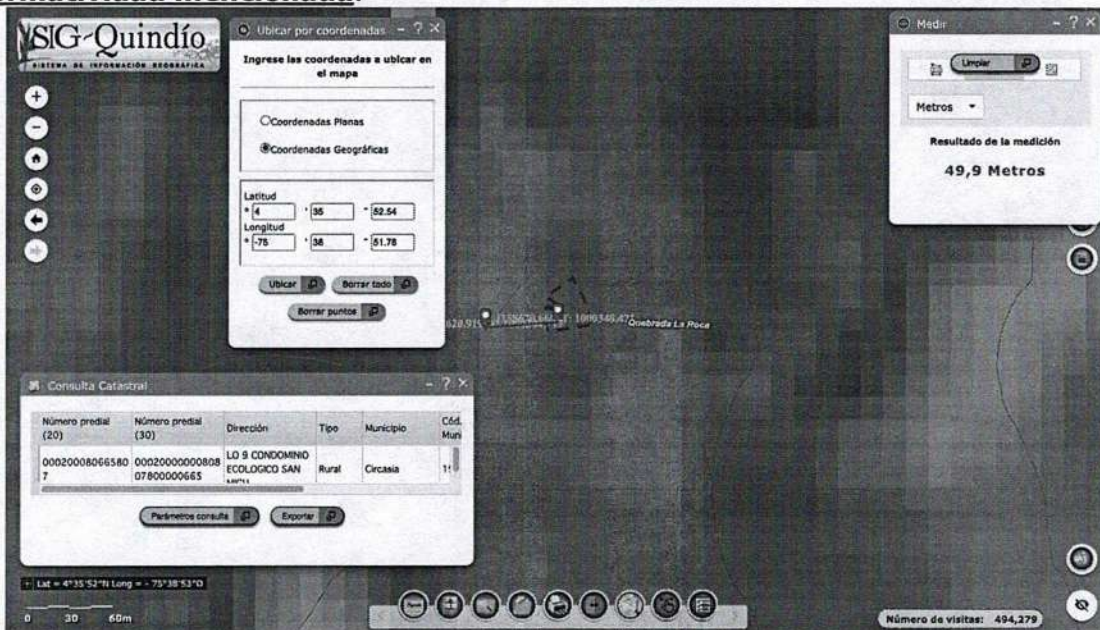 SIG-Quindío
SISTEMA DE INFORMACIÓN GEOGRÁFICA
Ubicar por coordenadas - ? ×
Ingrese las coordenadas a ubicar en
el mapa
Coordenadas Planas
Coordenadas Geográficas
Latitud
° 4 ' 35 " 52.54
Longitud
° -75 ' 38 " 51.78
Ubicar Borrar todo
Borrar puntos
Medir - ? ×
Limpiar
Metros
Resultado de la medición
49,9 Metros
Quebrada La Roca
Consulta Catastral - ? ×
Número predial (20) Número predial (30) Dirección Tipo Municipio Cód. Muni
000200080665807 000200000008080 07800000665 LO 9 CONDOMINIO ECOLOGICO SAN Rural Circasia
Parámetros consulta Exportar
Lat = 4°35'52"N Long = - 75°38'53"O
0 30 60m
Número de visitas: 494,279